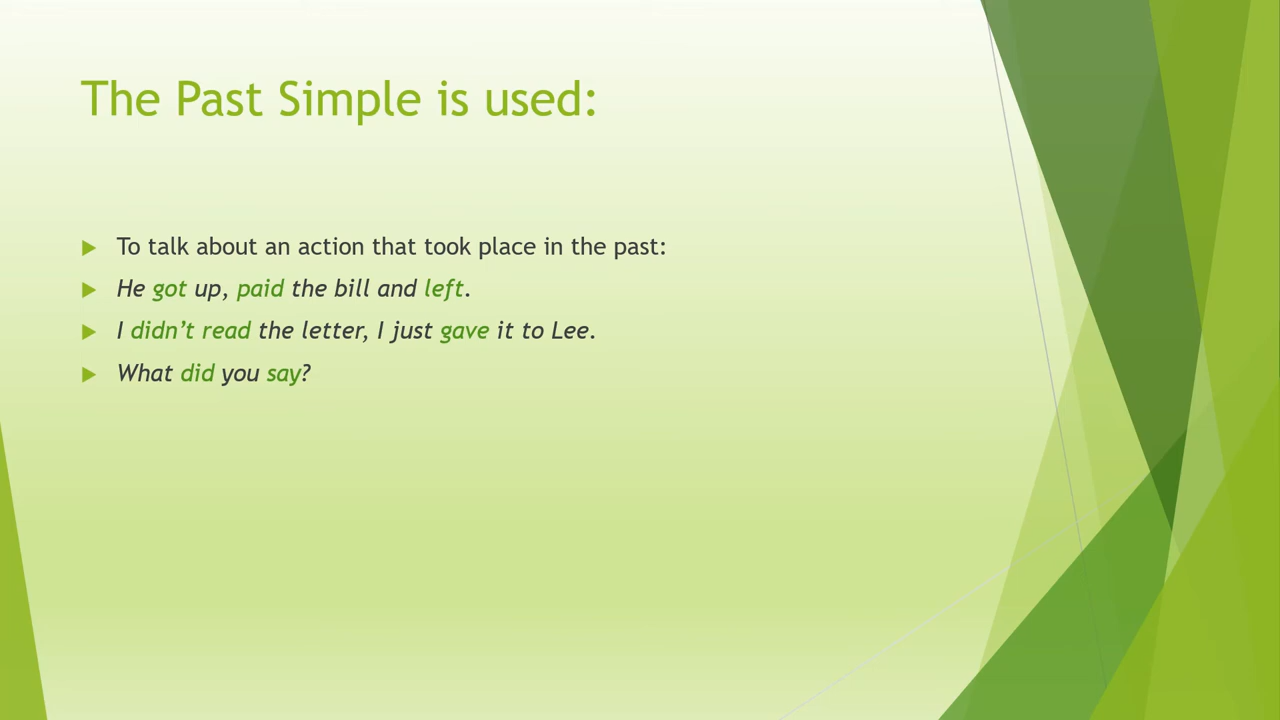 The Past Simple is used:
To talk about an action that took place in the past:
He got up, paid the bill and left.
I didn’t read the letter, I just gave it to Lee.
What did you say?